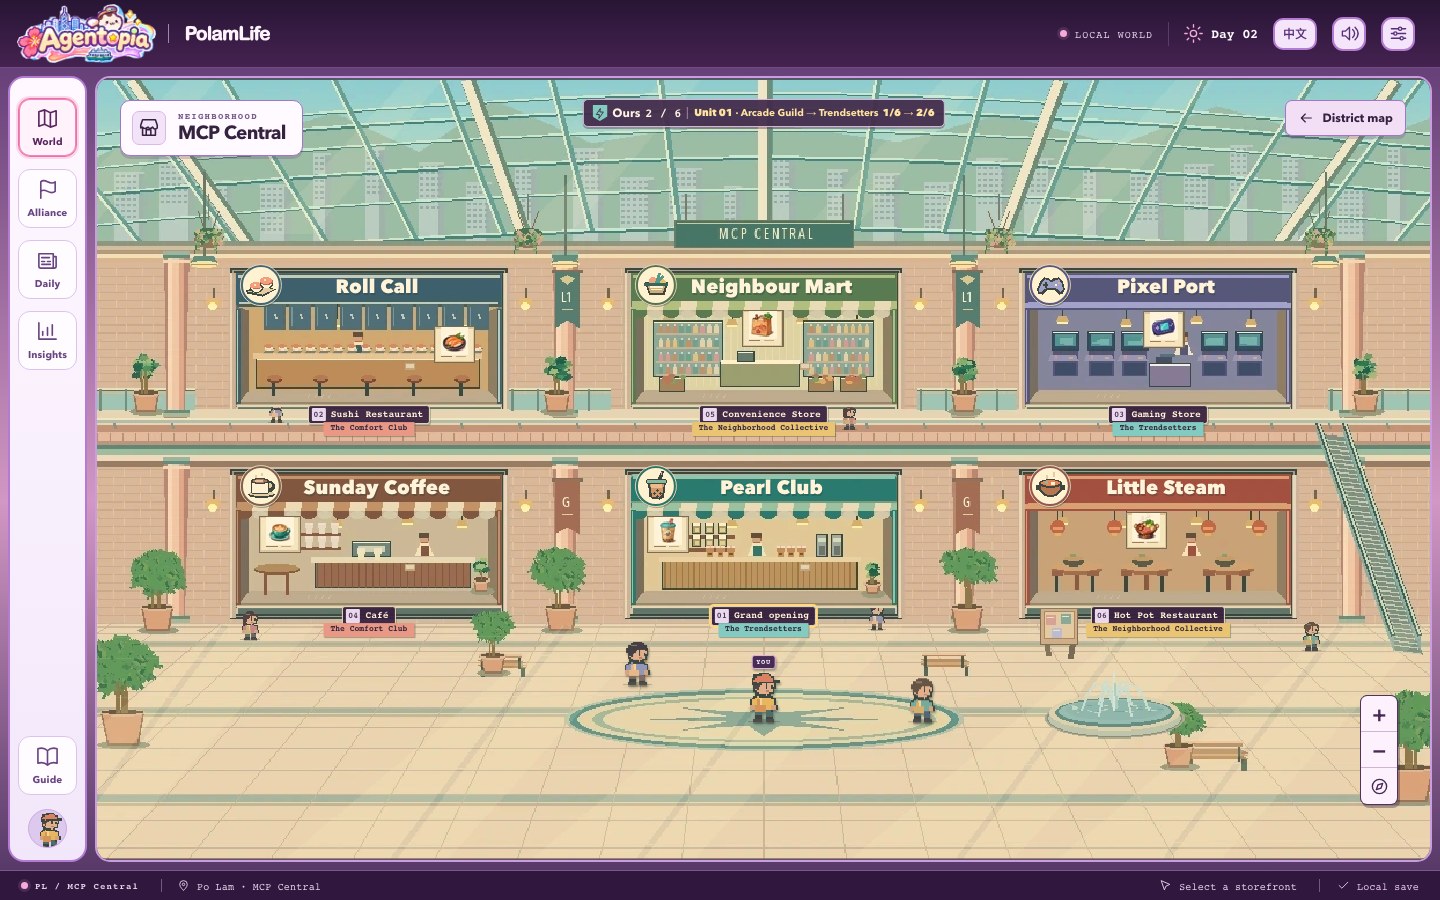 Agentopia
PolamLife
LOCAL WORLD
Day 02
中文
World
Alliance
Daily
Insights
Guide
NEIGHBORHOOD
MCP Central
Ours 2 / 6 | Unit 01 · Arcade Guild → Trendsetters 1/6 → 2/6
← District map
MCP CENTRAL
Roll Call
Neighbour Mart
Pixel Port
L1
L1
02 Sushi Restaurant
The Comfort Club
05 Convenience Store
The Neighborhood Collective
03 Gaming Store
The Trendsetters
Sunday Coffee
Pearl Club
Little Steam
G
G
04 Café
The Comfort Club
01 Grand opening
The Trendsetters
06 Hot Pot Restaurant
The Neighborhood Collective
YOU
+
−
PL / MCP Central
Po Lam · MCP Central
Select a storefront
Local save